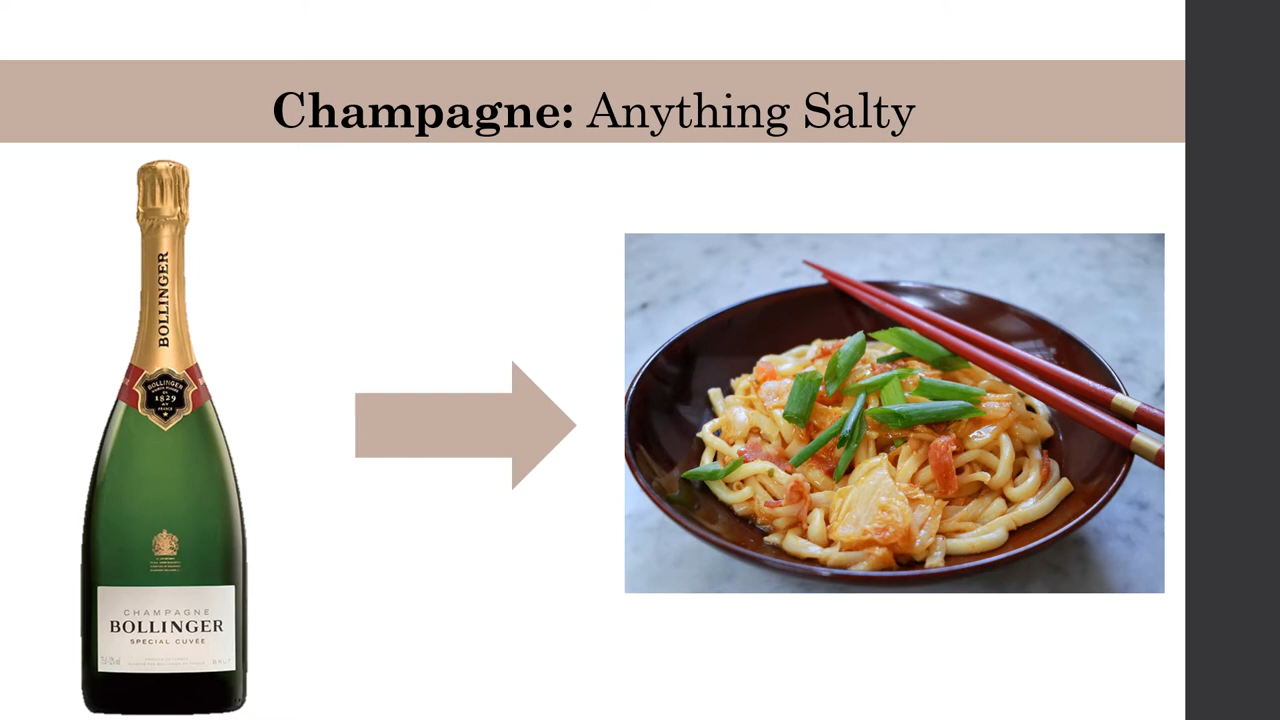 Champagne: Anything Salty
BOLLINGER
BOLLINGER
1829
CHAMPAGNE
BOLLINGER
SPECIAL CUVÉE